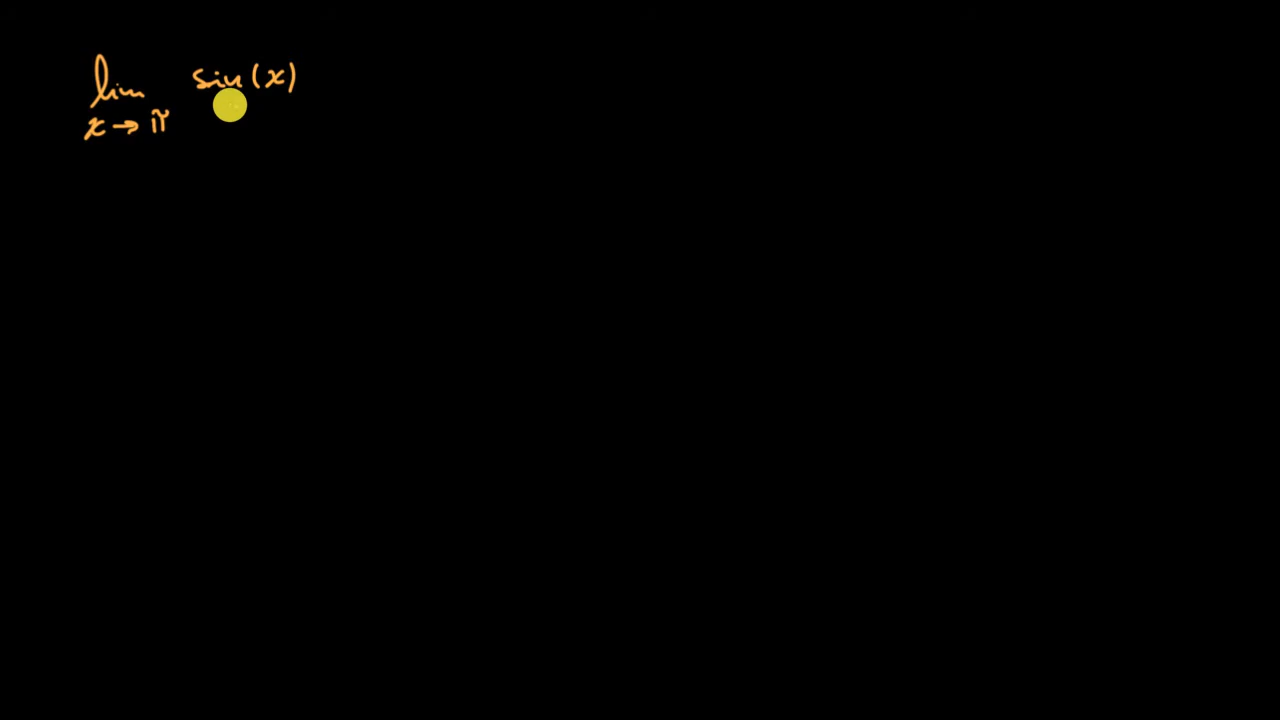 lim sin(x)
x→π